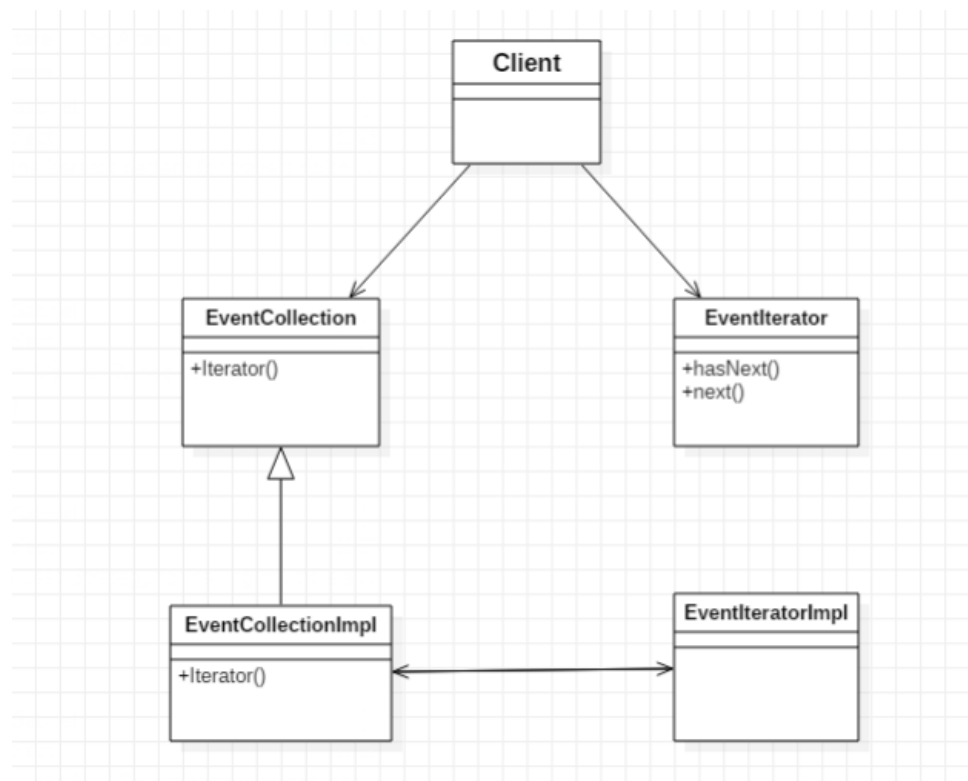 Client
EventCollection
+Iterator()
EventIterator
+hasNext()
+next()
EventCollectionImpl
+Iterator()
EventIteratorImpl